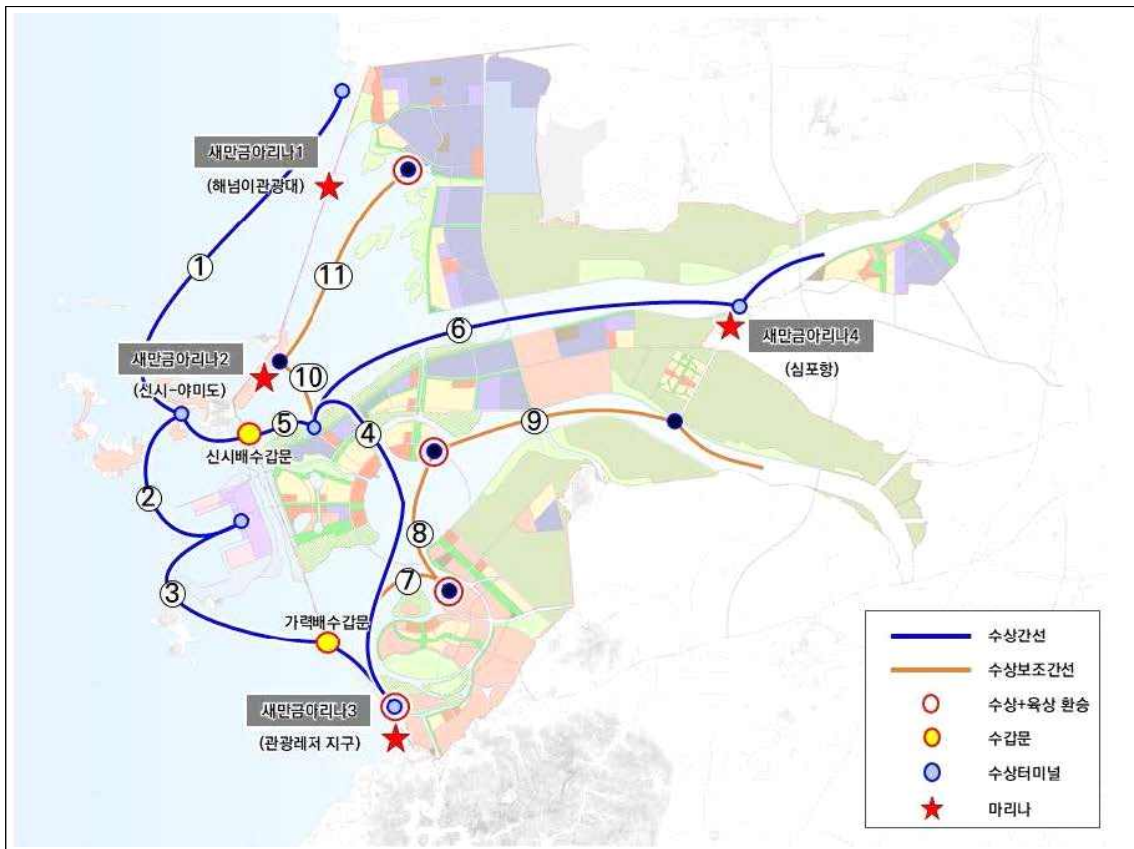 새만금아리나1
(해넘이관광대)
①
⑪
새만금아리나2
(신시-야미도)
⑩
⑥
새만금아리나4
(심포항)
⑤
④
⑨
신시배수갑문
②
⑧
⑦
③
가력배수갑문
새만금아리나3
(관광레저 지구)
수상간선
수상보조간선
수상+육상 환승
수갑문
수상터미널
마리나